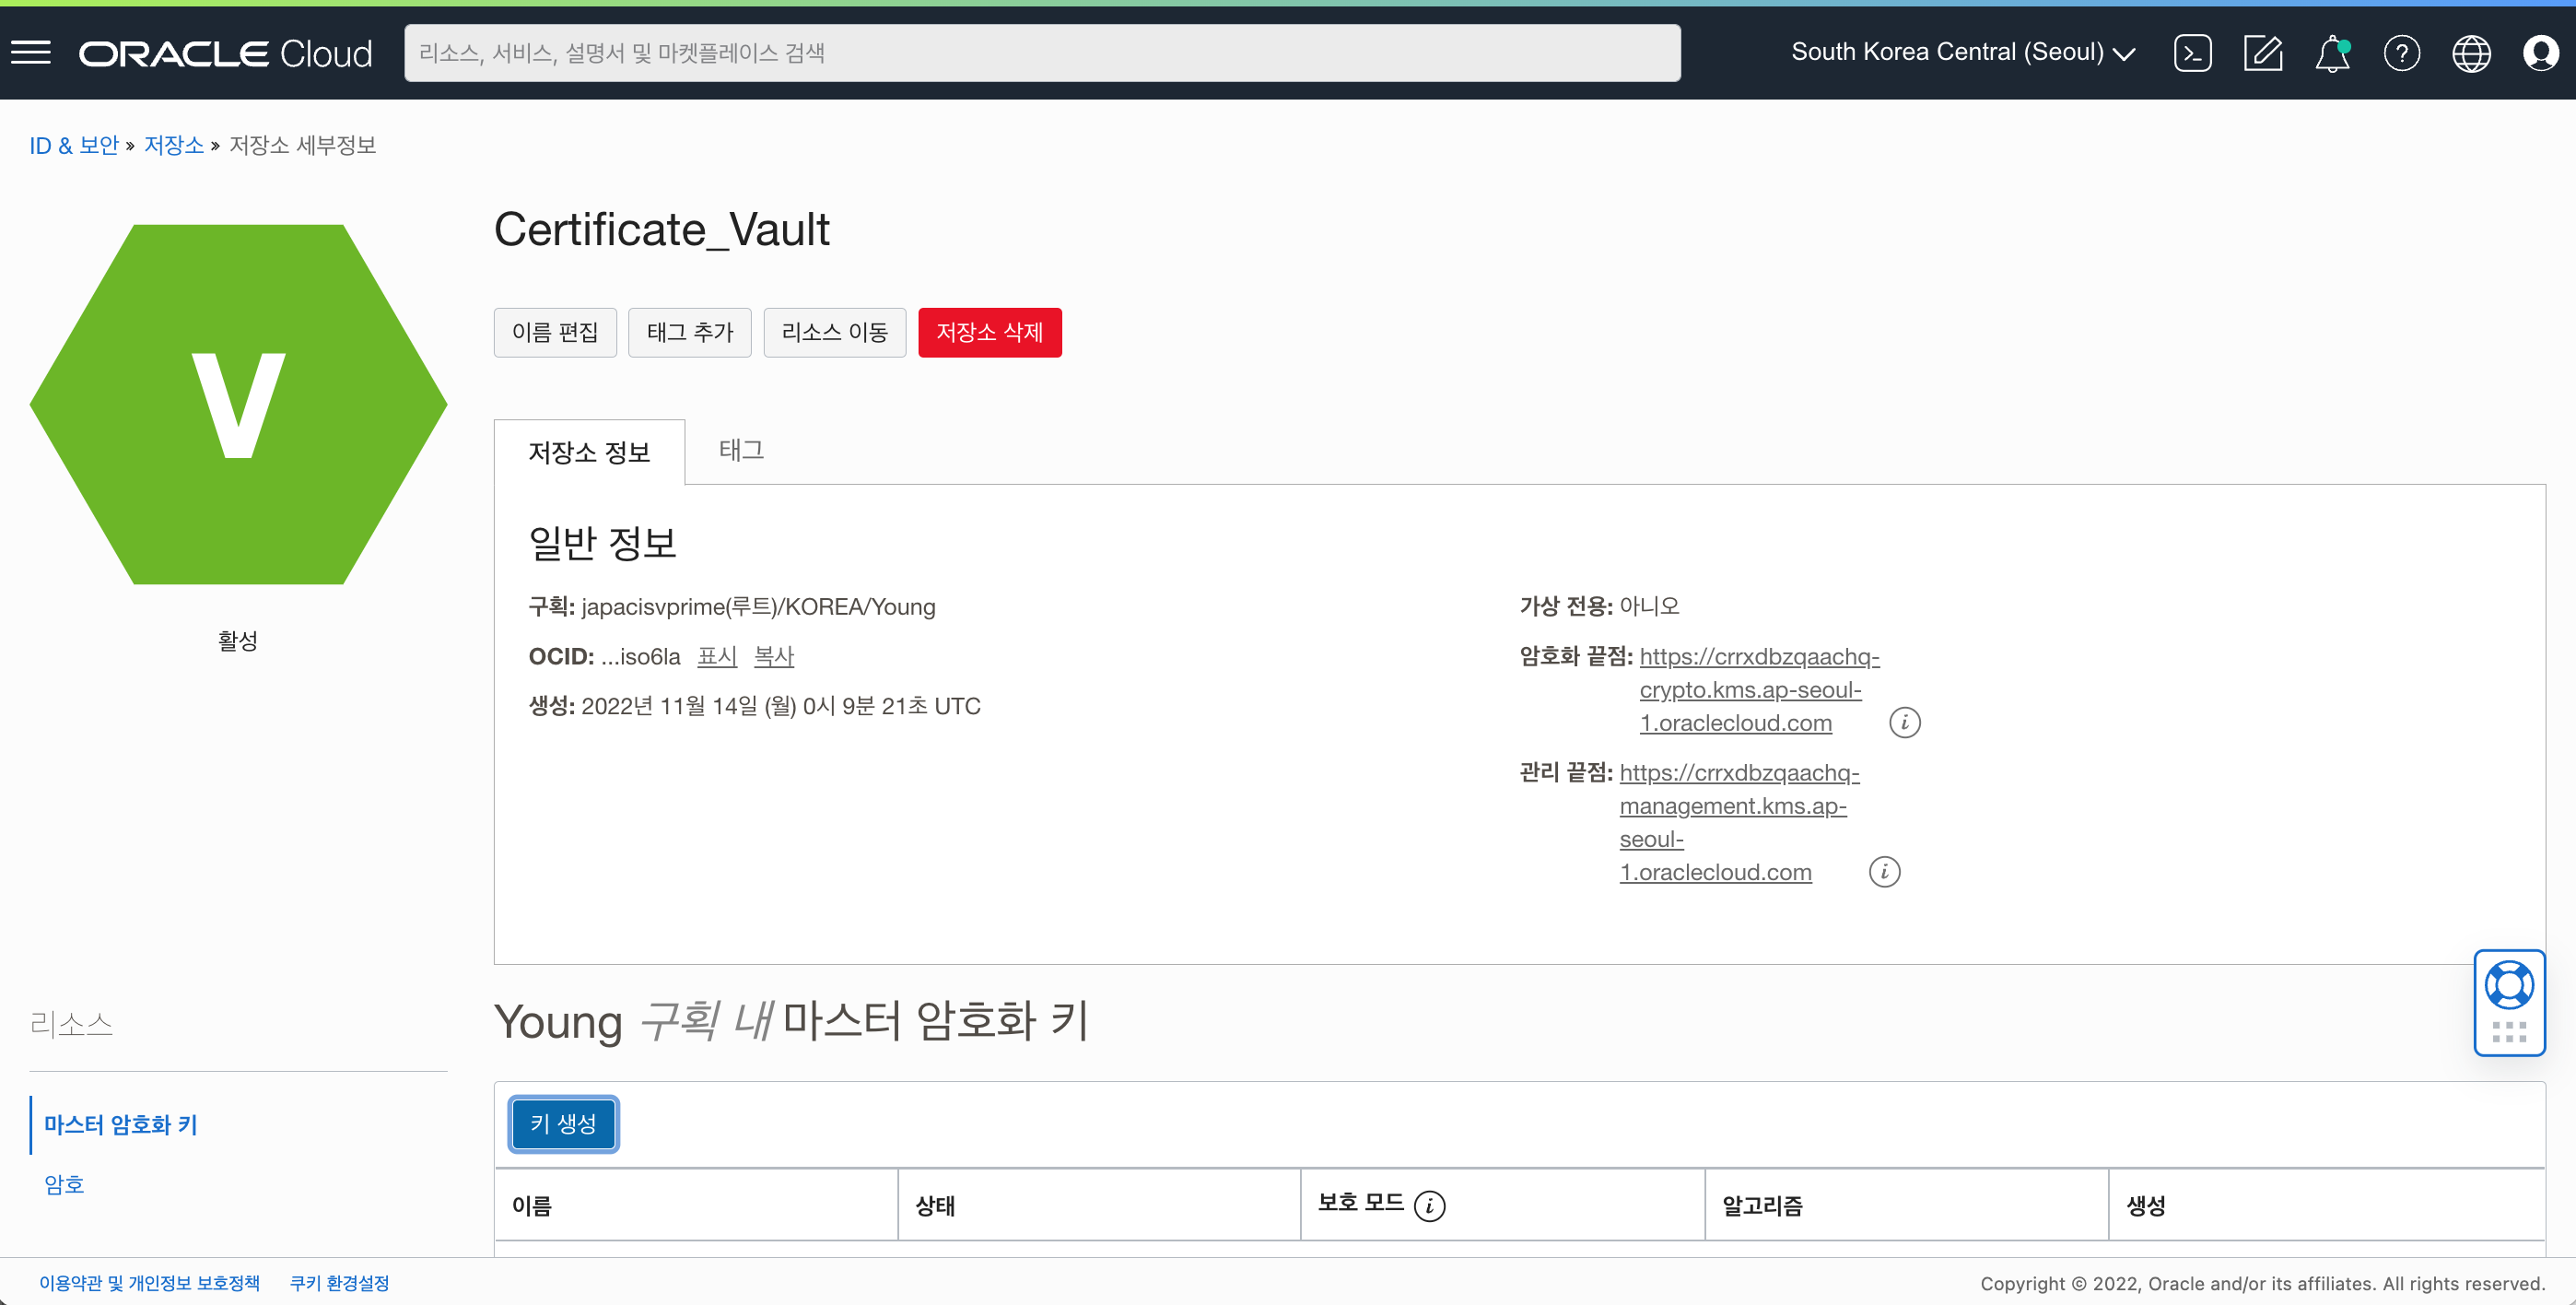 ORACLE Cloud
리소스, 서비스, 설명서 및 마켓플레이스 검색
South Korea Central (Seoul)
ID & 보안 » 저장소 » 저장소 세부정보
V
활성
Certificate_Vault
이름 편집 태그 추가 리소스 이동 저장소 삭제
저장소 정보 태그
일반 정보
구획: japacisvprime(루트)/KOREA/Young
OCID: ...iso6la 표시 복사
생성: 2022년 11월 14일 (월) 0시 9분 21초 UTC
가상 전용: 아니오
암호화 끝점: https://crrxdbzqaachq-
crypto.kms.ap-seoul-
1.oraclecloud.com
관리 끝점: https://crrxdbzqaachq-
management.kms.ap-
seoul-
1.oraclecloud.com
리소스
마스터 암호화 키
암호
Young 구획 내 마스터 암호화 키
키 생성
이름 상태 보호 모드 알고리즘 생성
이용약관 및 개인정보 보호정책 쿠키 환경설정
Copyright © 2022, Oracle and/or its affiliates. All rights reserved.